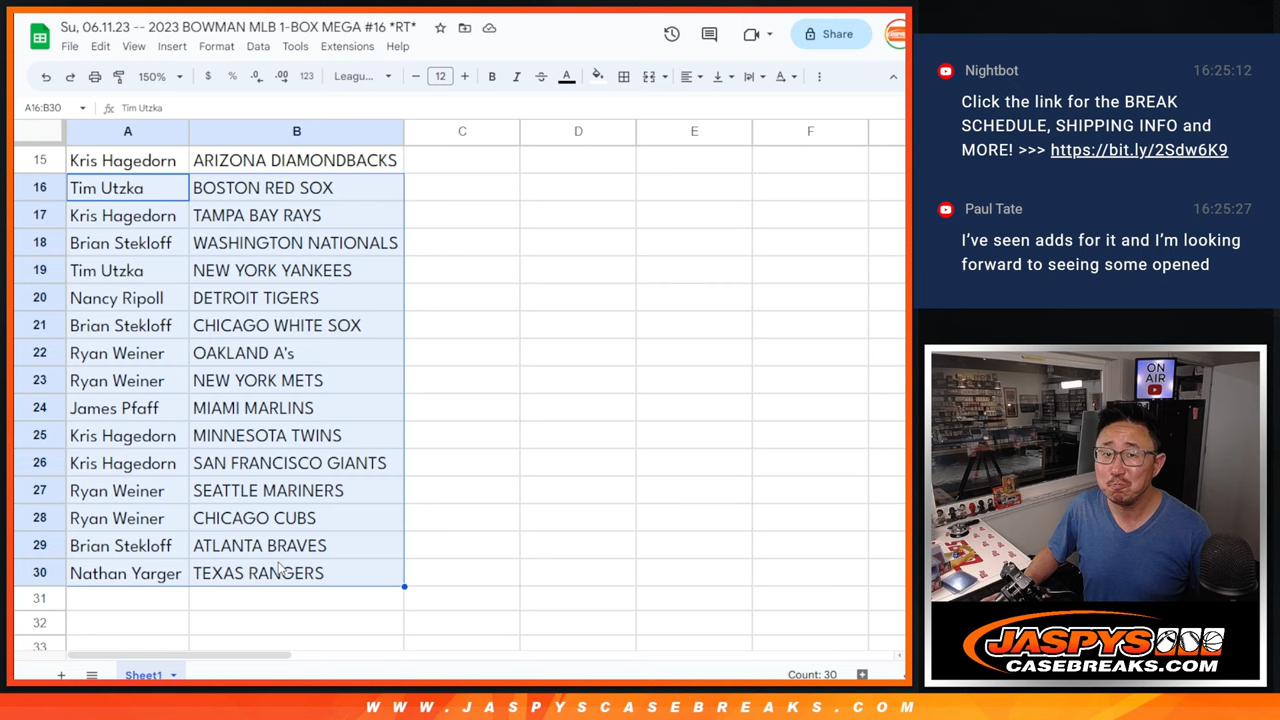 Su, 06.11.23 -- 2023 BOWMAN MLB 1-BOX MEGA #16 *RT*
File Edit View Insert Format Data Tools Extensions Help
Share
150% $ % .0 .00 123 Leagu... 12 B I A
A16:B30 fx Tim Utzka
A B C D E F
15 Kris Hagedorn ARIZONA DIAMONDBACKS
16 Tim Utzka BOSTON RED SOX
17 Kris Hagedorn TAMPA BAY RAYS
18 Brian Stekloff WASHINGTON NATIONALS
19 Tim Utzka NEW YORK YANKEES
20 Nancy Ripoll DETROIT TIGERS
21 Brian Stekloff CHICAGO WHITE SOX
22 Ryan Weiner OAKLAND A's
23 Ryan Weiner NEW YORK METS
24 James Pfaff MIAMI MARLINS
25 Kris Hagedorn MINNESOTA TWINS
26 Kris Hagedorn SAN FRANCISCO GIANTS
27 Ryan Weiner SEATTLE MARINERS
28 Ryan Weiner CHICAGO CUBS
29 Brian Stekloff ATLANTA BRAVES
30 Nathan Yarger TEXAS RANGERS
31
32
33
Sheet1 Count: 30
Nightbot 16:25:12
Click the link for the BREAK
SCHEDULE, SHIPPING INFO and
MORE! >>> https://bit.ly/2Sdw6K9
Paul Tate 16:25:27
I've seen adds for it and I'm looking
forward to seeing some opened
ON
AIR
JASPYS
CASEBREAKS.COM
WWW.JASPYSCASEBREAKS.COM